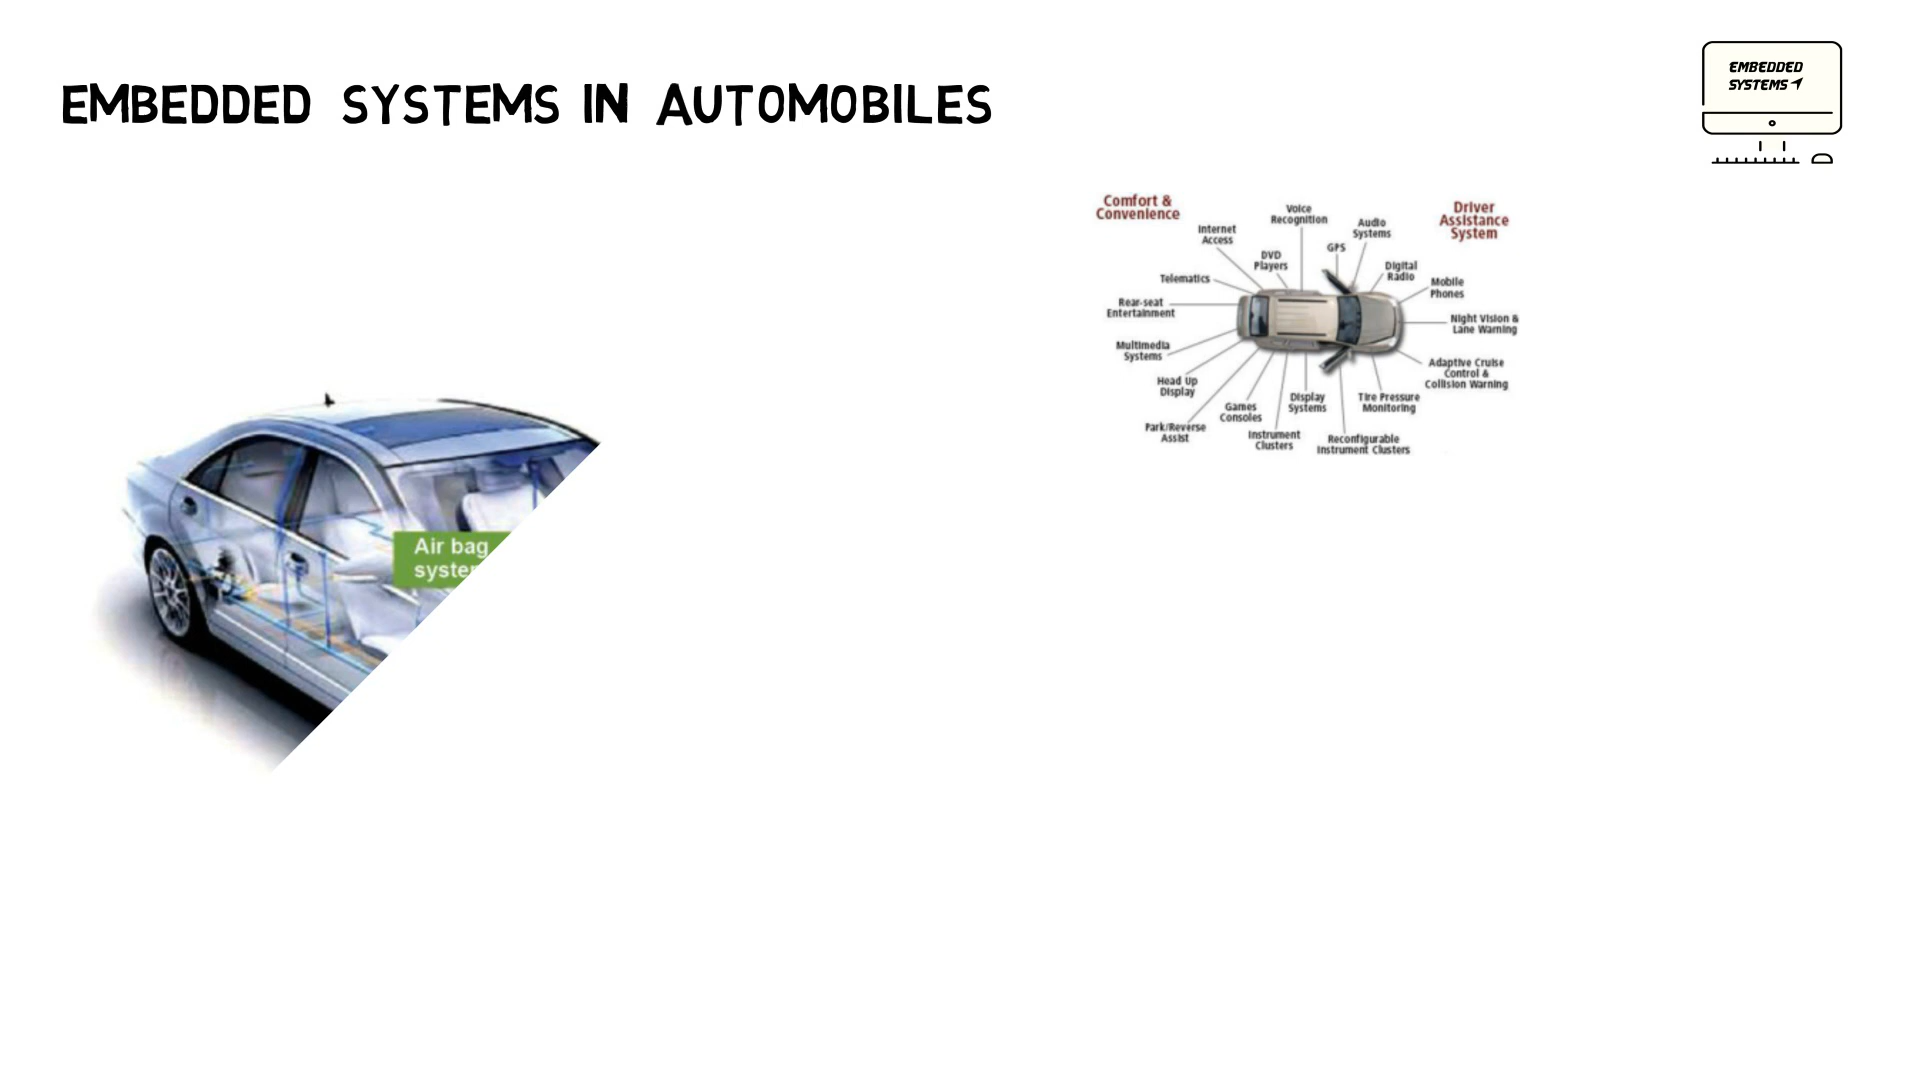 EMBEDDED SYSTEMS IN AUTOMOBILES
EMBEDDED
SYSTEMS
Comfort &
Convenience
Driver
Assistance
System
Voice
Recognition
Audio
Systems
Internet
Access
GPS
DVD
Players
Digital
Radio
Telematics
Mobile
Phones
Rear-seat
Entertainment
Night Vision &
Lane Warning
Multimedia
Systems
Adaptive Cruise
Control &
Collision Warning
Head Up
Display
Display
Systems
Tire Pressure
Monitoring
Games
Consoles
Park/Reverse
Assist
Instrument
Clusters
Reconfigurable
Instrument Clusters
Air bag